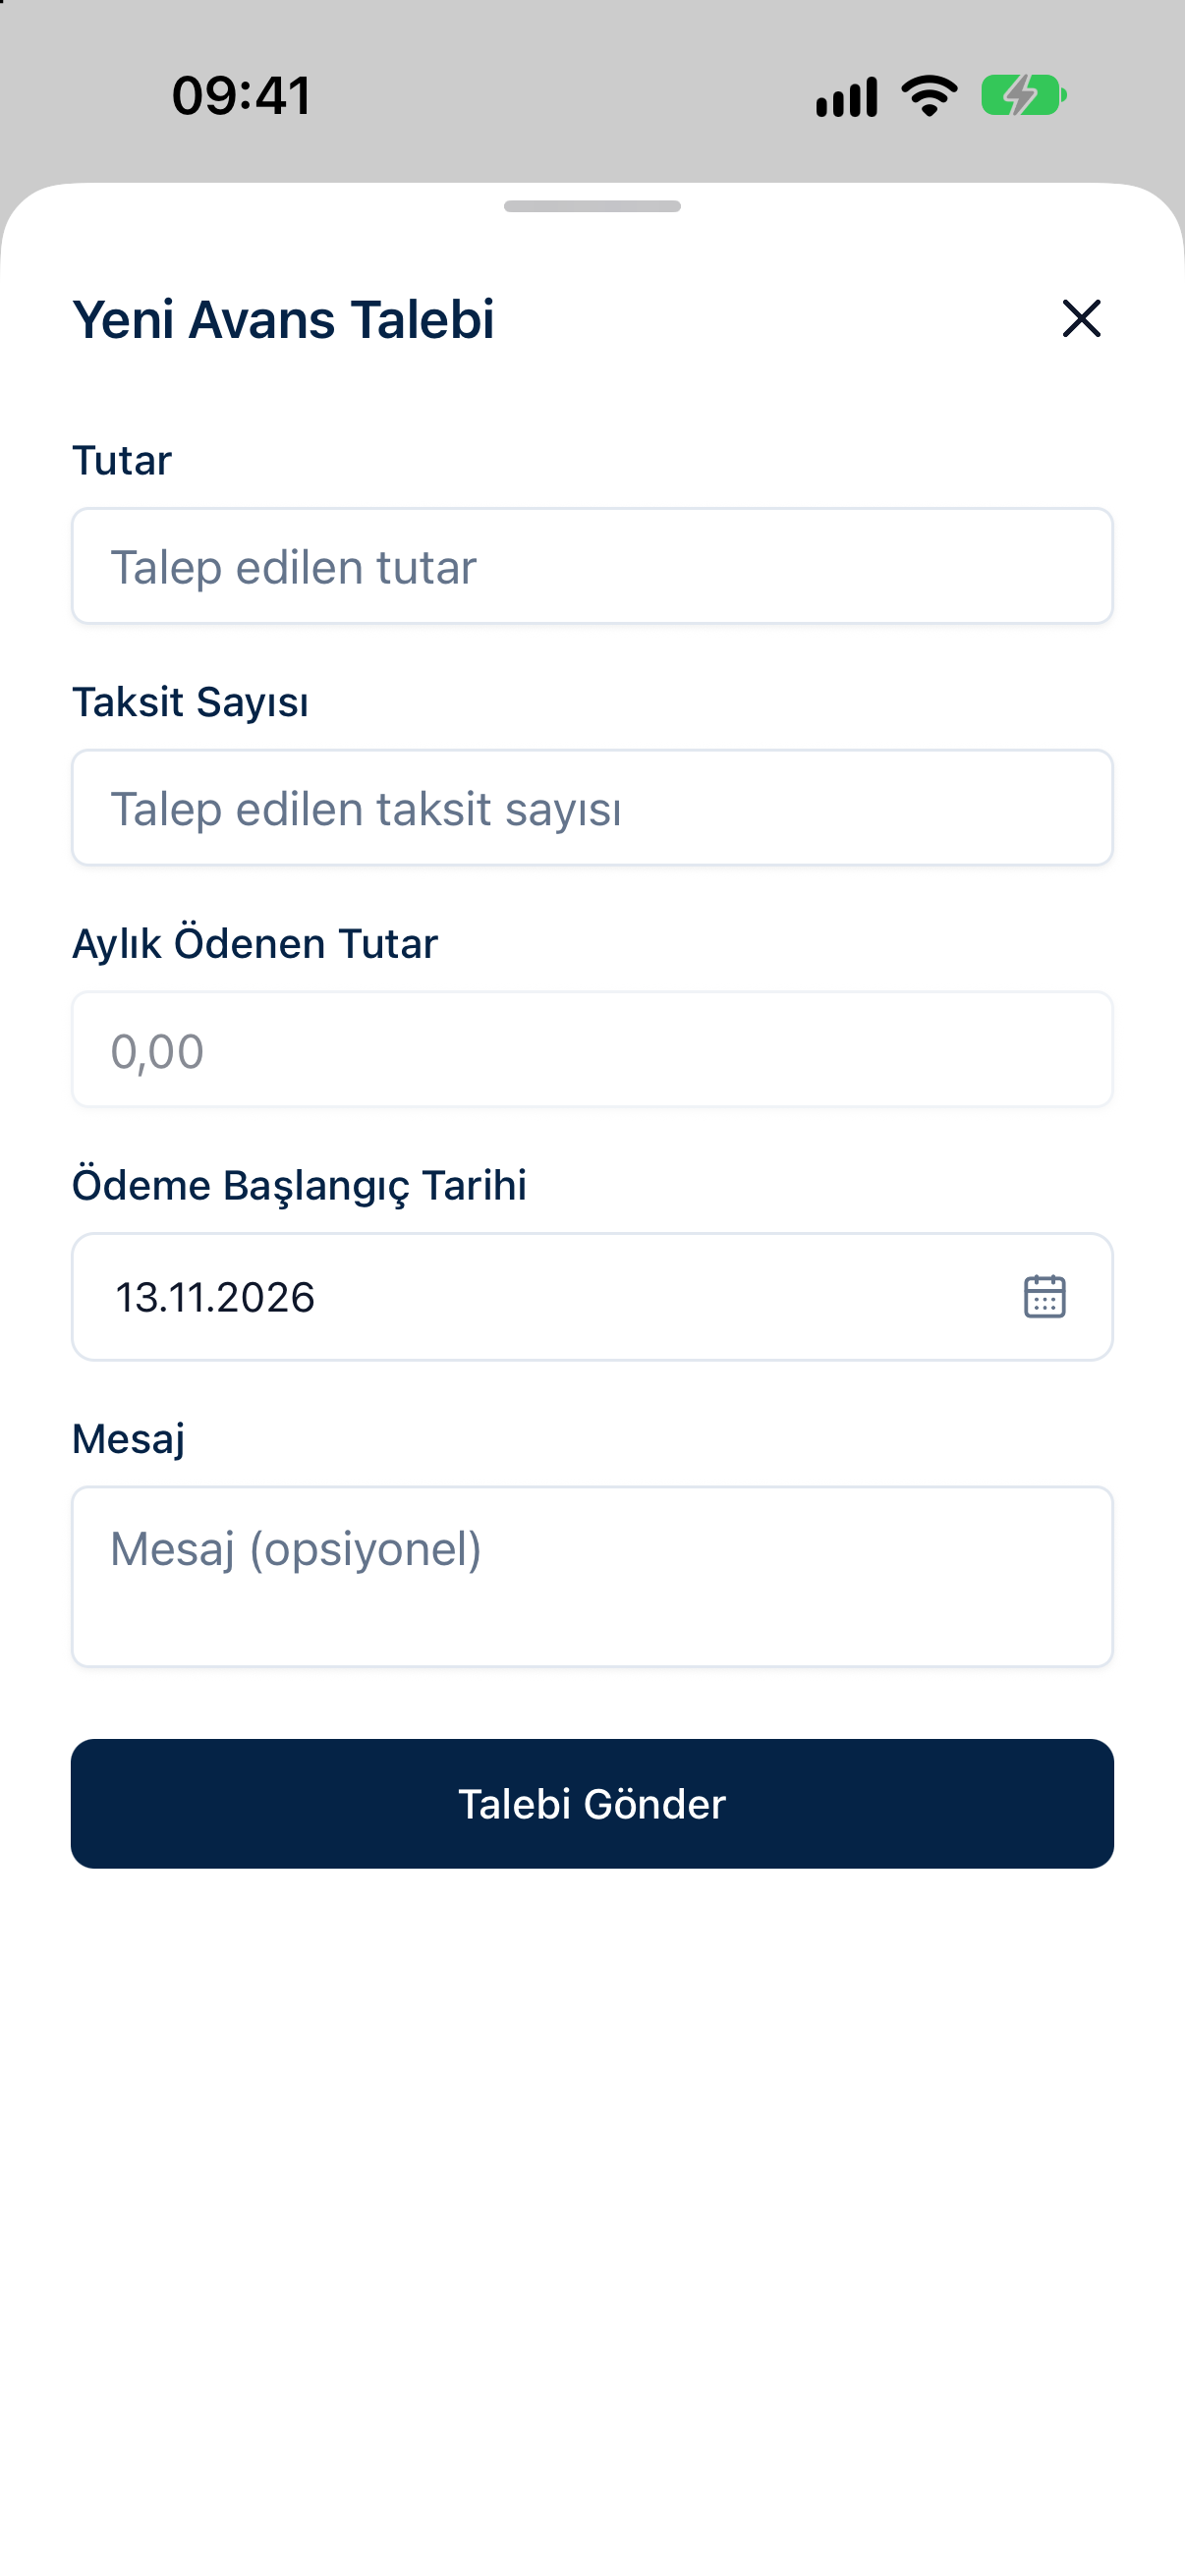 09:41
Yeni Avans Talebi
Tutar
Talep edilen tutar
Taksit Sayısı
Talep edilen taksit sayısı
Aylık Ödenen Tutar
0,00
Ödeme Başlangıç Tarihi
13.11.2026
Mesaj
Mesaj (opsiyonel)
Talebi Gönder